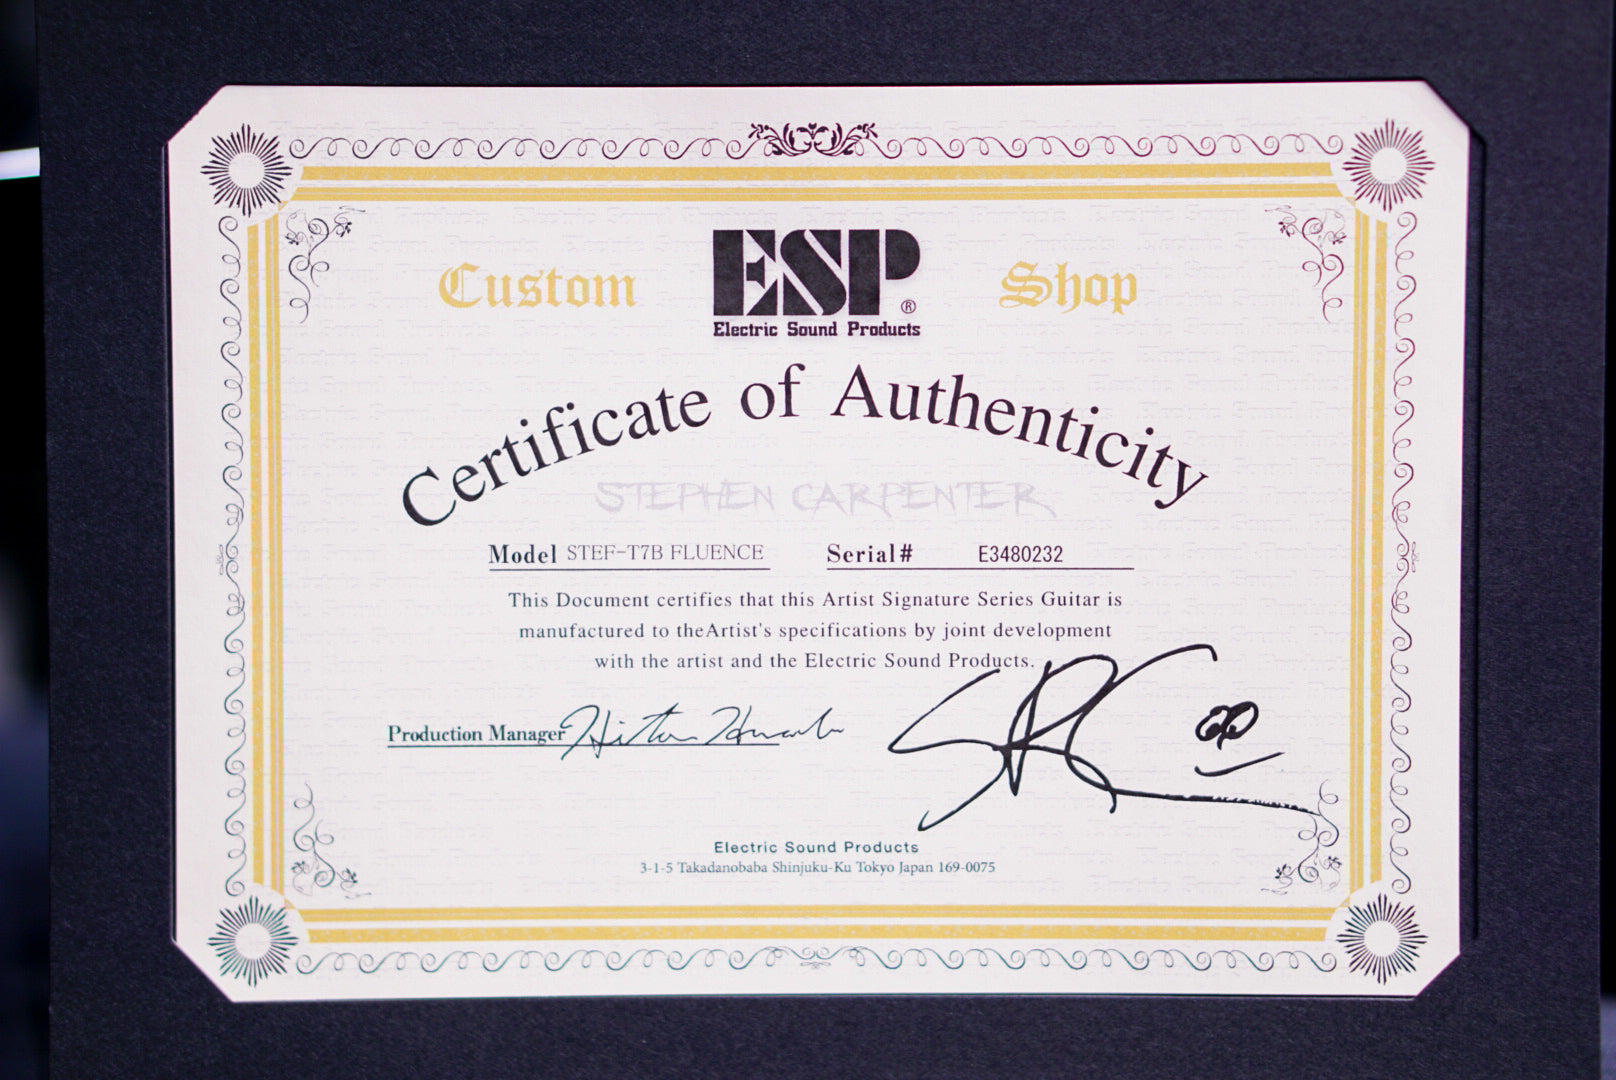 Custom ESP® Shop
Electric Sound Products
Certificate of Authenticity
STEPHEN CARPENTER
Model STEF-T7B FLUENCE Serial# E3480232
This Document certifies that this Artist Signature Series Guitar is
manufactured to theArtist's specifications by joint development
with the artist and the Electric Sound Products.
Production Manager
Electric Sound Products
3-1-5 Takadanobaba Shinjuku-Ku Tokyo Japan 169-0075